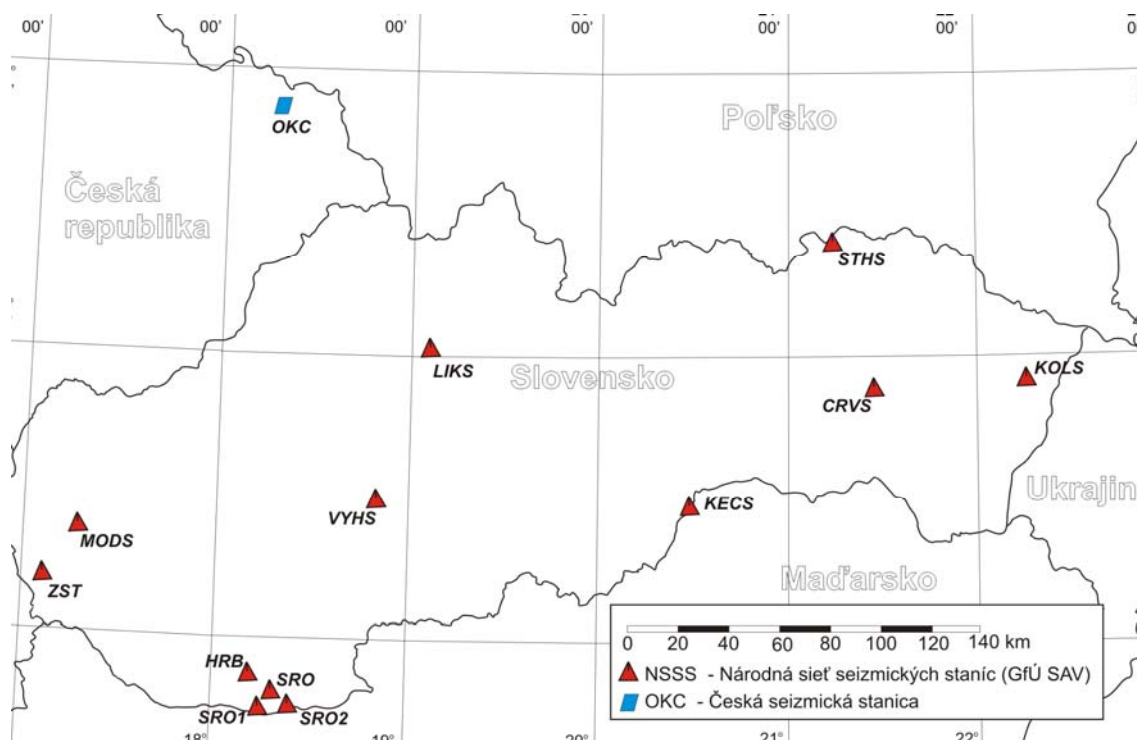 00'
00'
00'
00'
00'
00'
OKC
Poľsko
Česká
republika
STHS
LIKS
Slovensko
KOLS
CRVS
VYHS
KECS
Ukrajin
MODS
ZST
Maďarsko
HRB
SRO
SRO1
SRO2
0 20 40 60 80 100 120 140 km
NSSS - Národná sieť seizmických staníc (GfÚ SAV)
OKC - Česká seizmická stanica
18°
21°
22°